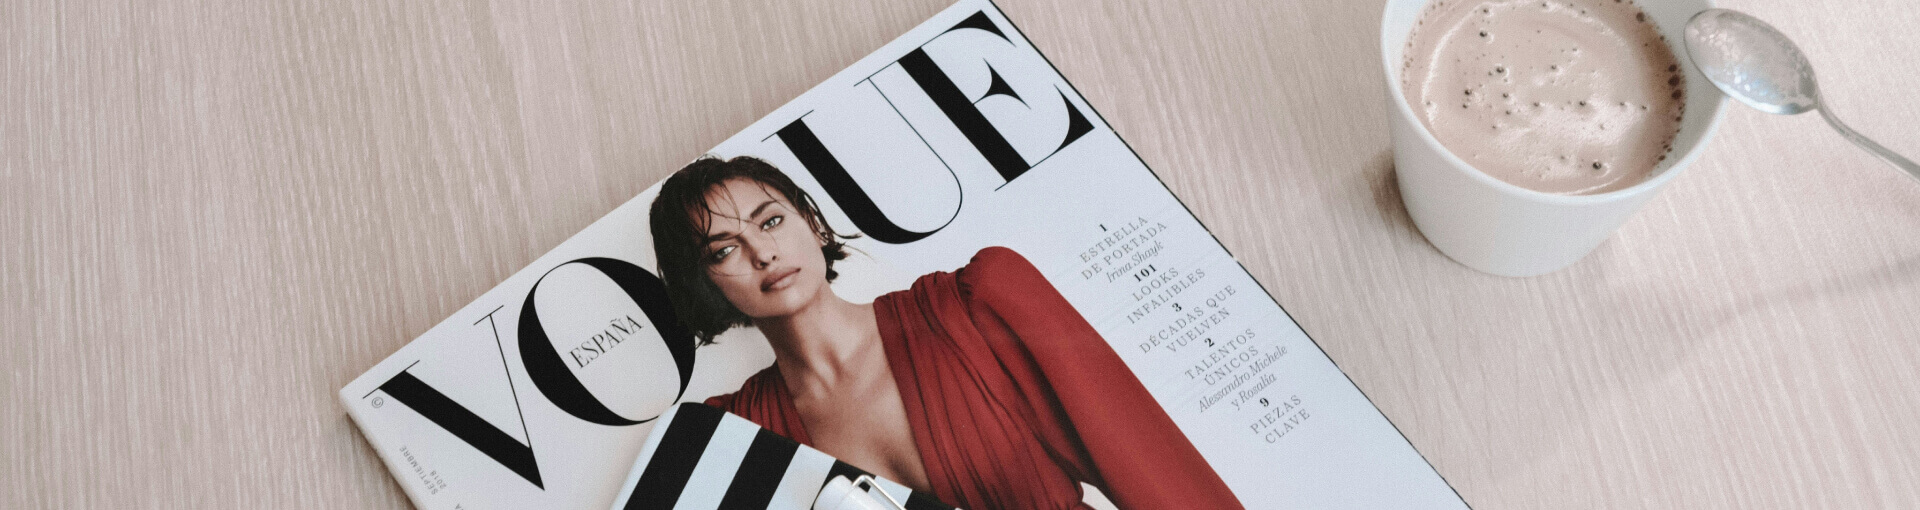 VOGUE
ESPAÑA
©
SEPTIEMBRE
2018
1
ESTRELLA
DE PORTADA
Irina Shayk
101
LOOKS
INFALIBLES
3
DÉCADAS QUE
VUELVEN
2
TALENTOS
ÚNICOS
Alessandro Michele
y Rosalía
9
PIEZAS
CLAVE